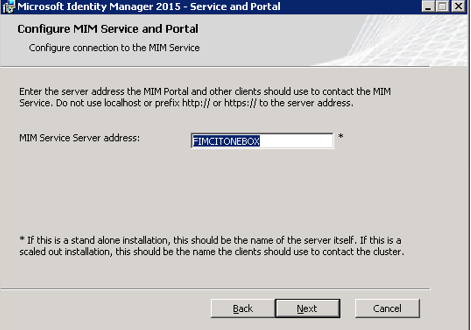 Microsoft Identity Manager 2015 - Service and Portal
Configure MIM Service and Portal
Configure connection to the MIM Service
Enter the server address the MIM Portal and other clients should use to contact the MIM
Service. Do not use localhost or prefix http:// or https:// to the server address.
MIM Service Server address: FIMCITONEBOX *
* If this is a stand alone installation, this should be the name of the server itself. If this is a
scaled out installation, this should be the name the clients should use to contact the cluster.
Back Next Cancel